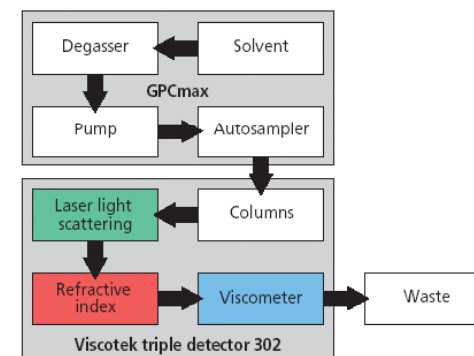 Degasser
Solvent
GPCmax
Pump
Autosampler
Laser light
scattering
Columns
Refractive
index
Viscometer
Waste
Viscotek triple detector 302